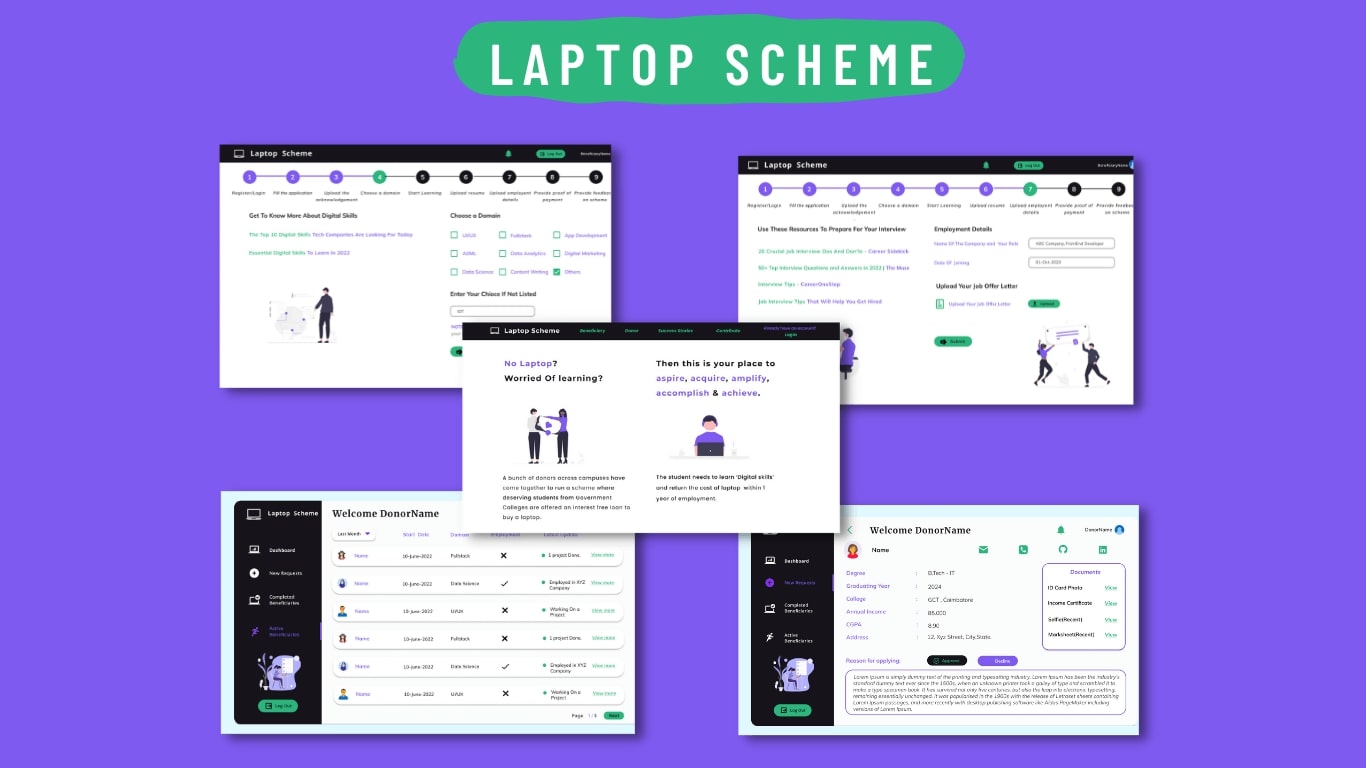 LAPTOP SCHEME
Laptop Scheme
Log Out
BeneficiaryName
1 2 3 4 5 6 7 8 9
Register/Login
Fill the application
Upload the
acknowledgement
Choose a domain
Start Learning
Upload resume
Upload employment
details
Provide proof of
payment
Provide feedback
on scheme
Get To Know More About Digital Skills
The Top 10 Digital Skills Tech Companies Are Looking For Today
Essential Digital Skills To Learn in 2022
Choose a Domain
UI/UX
Fullstack
App Development
AI/ML
Data Analytics
Digital Marketing
Data Science
Content Writing
Others
Enter Your Chioce If Not Listed
IOT
Laptop Scheme
Log Out
BeneficiaryName
1 2 3 4 5 6 7 8 9
Register/Login
Fill the application
Upload the
acknowledgement
Choose a domain
Start Learning
Upload resume
Upload employment
details
Provide proof of
payment
Provide feedback
on scheme
Use These Resources To Prepare For Your Interview
20 Crucial Job Interview Dos And Don'ts - Career Sidekick
50+ Top Interview Questions and Answers in 2022 | The Muse
Interview Tips - CareerOneStop
Job Interview Tips That Will Help You Get Hired
Employment Details
Name Of The Company and Your Role
ABC Company, FrontEnd Developer
Date Of Joining
01-Oct-2022
Upload Your Job Offer Letter
Upload Your Job Offer Letter
Upload
Submit
Laptop Scheme
Beneficiary
Donor
Success Stories
Contribute
Already have an account?
Login
No Laptop?
Worried Of learning?
Then this is your place to
aspire, acquire, amplify,
accomplish & achieve.
A bunch of donors across campuses have
come together to run a scheme where
deserving students from Government
Colleges are offered an interest free loan to
buy a laptop.
The student needs to learn 'Digital skills'
and return the cost of laptop within 1
year of employment.
Laptop Scheme
Dashboard
New Requests
Completed
Beneficiaries
Active
Beneficiaries
Log Out
Welcome DonorName
Last Month
Start Date
Domain
Employment
Latest Update
Name 10-June-2022 Fullstack 1 project Done. View more
Name 10-June-2022 Data Science Employed in XYZ
Company View more
Name 10-June-2022 UI/UX Working On a
Project View more
Name 10-June-2022 Fullstack 1 project Done. View more
Name 10-June-2022 Data Science Employed in XYZ
Company View more
Name 10-June-2022 UI/UX Working On a
Project View more
Page 1 / 5 Next
Dashboard
New Requests
Completed
Beneficiaries
Active
Beneficiaries
Log Out
Welcome DonorName
DonorName
Name
Degree : B.Tech - IT
Graduating Year : 2024
College : GCT , Coimbatore
Annual Income : 85,000
CGPA : 8.90
Address : 12, Xyz Street, City,State.
Documents
ID Card Photo View
Income Certificate View
Selfie(Recent) View
Marksheet(Recent) View
Reason for applying:
Approve
Decline
Lorem Ipsum is simply dummy text of the printing and typesetting industry. Lorem Ipsum has been the industry's
standard dummy text ever since the 1500s, when an unknown printer took a galley of type and scrambled it to
make a type specimen book. It has survived not only five centuries, but also the leap into electronic typesetting,
remaining essentially unchanged. It was popularised in the 1960s with the release of Letraset sheets containing
Lorem Ipsum passages, and more recently with desktop publishing software like Aldus PageMaker including
versions of Lorem Ipsum.